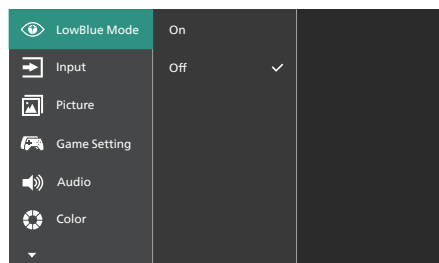 LowBlue Mode
On
Input
Off
Picture
Game Setting
Audio
Color